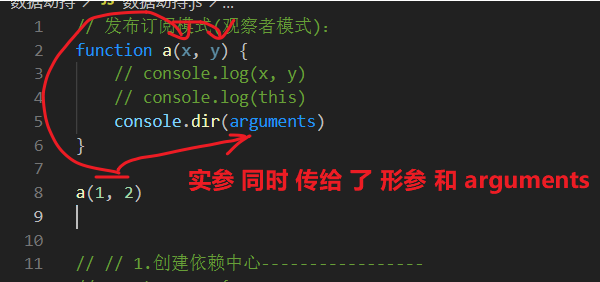 数据劫持 > JS 数据劫持.js > ...
1 // 发布订阅模式(观察者模式):
2 function a(x, y) {
3 // console.log(x, y)
4 // console.log(this)
5 console.dir(arguments)
6 }
7
实参 同时 传给 了 形参 和 arguments
8 a(1, 2)
9
10
11 // // 1.创建依赖中心-----------------